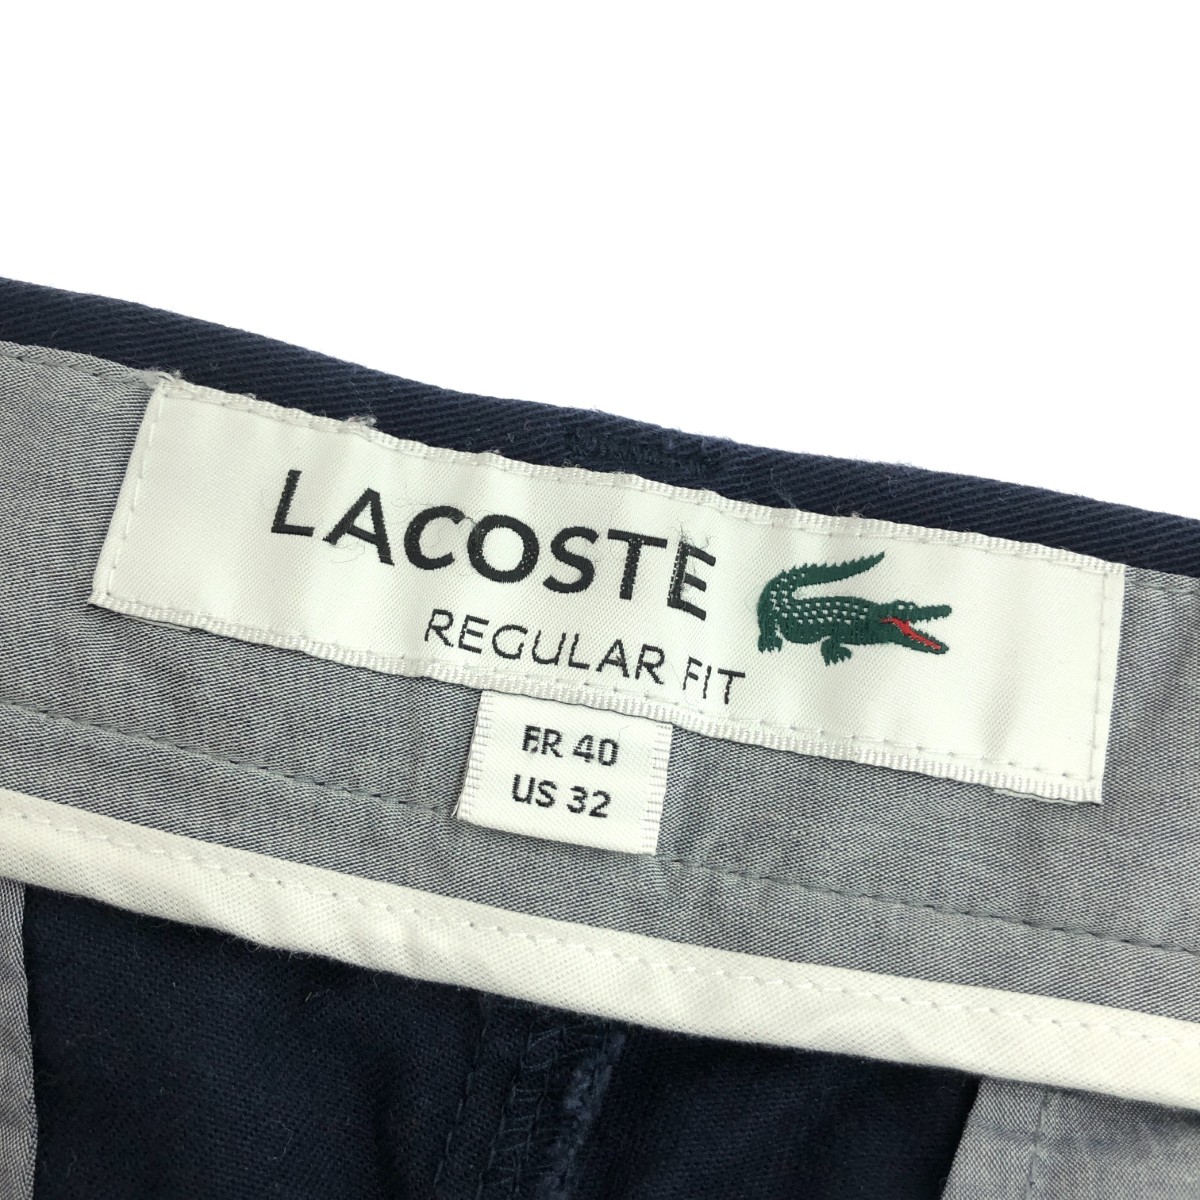 LACOSTE
REGULAR FIT
FR 40
US 32